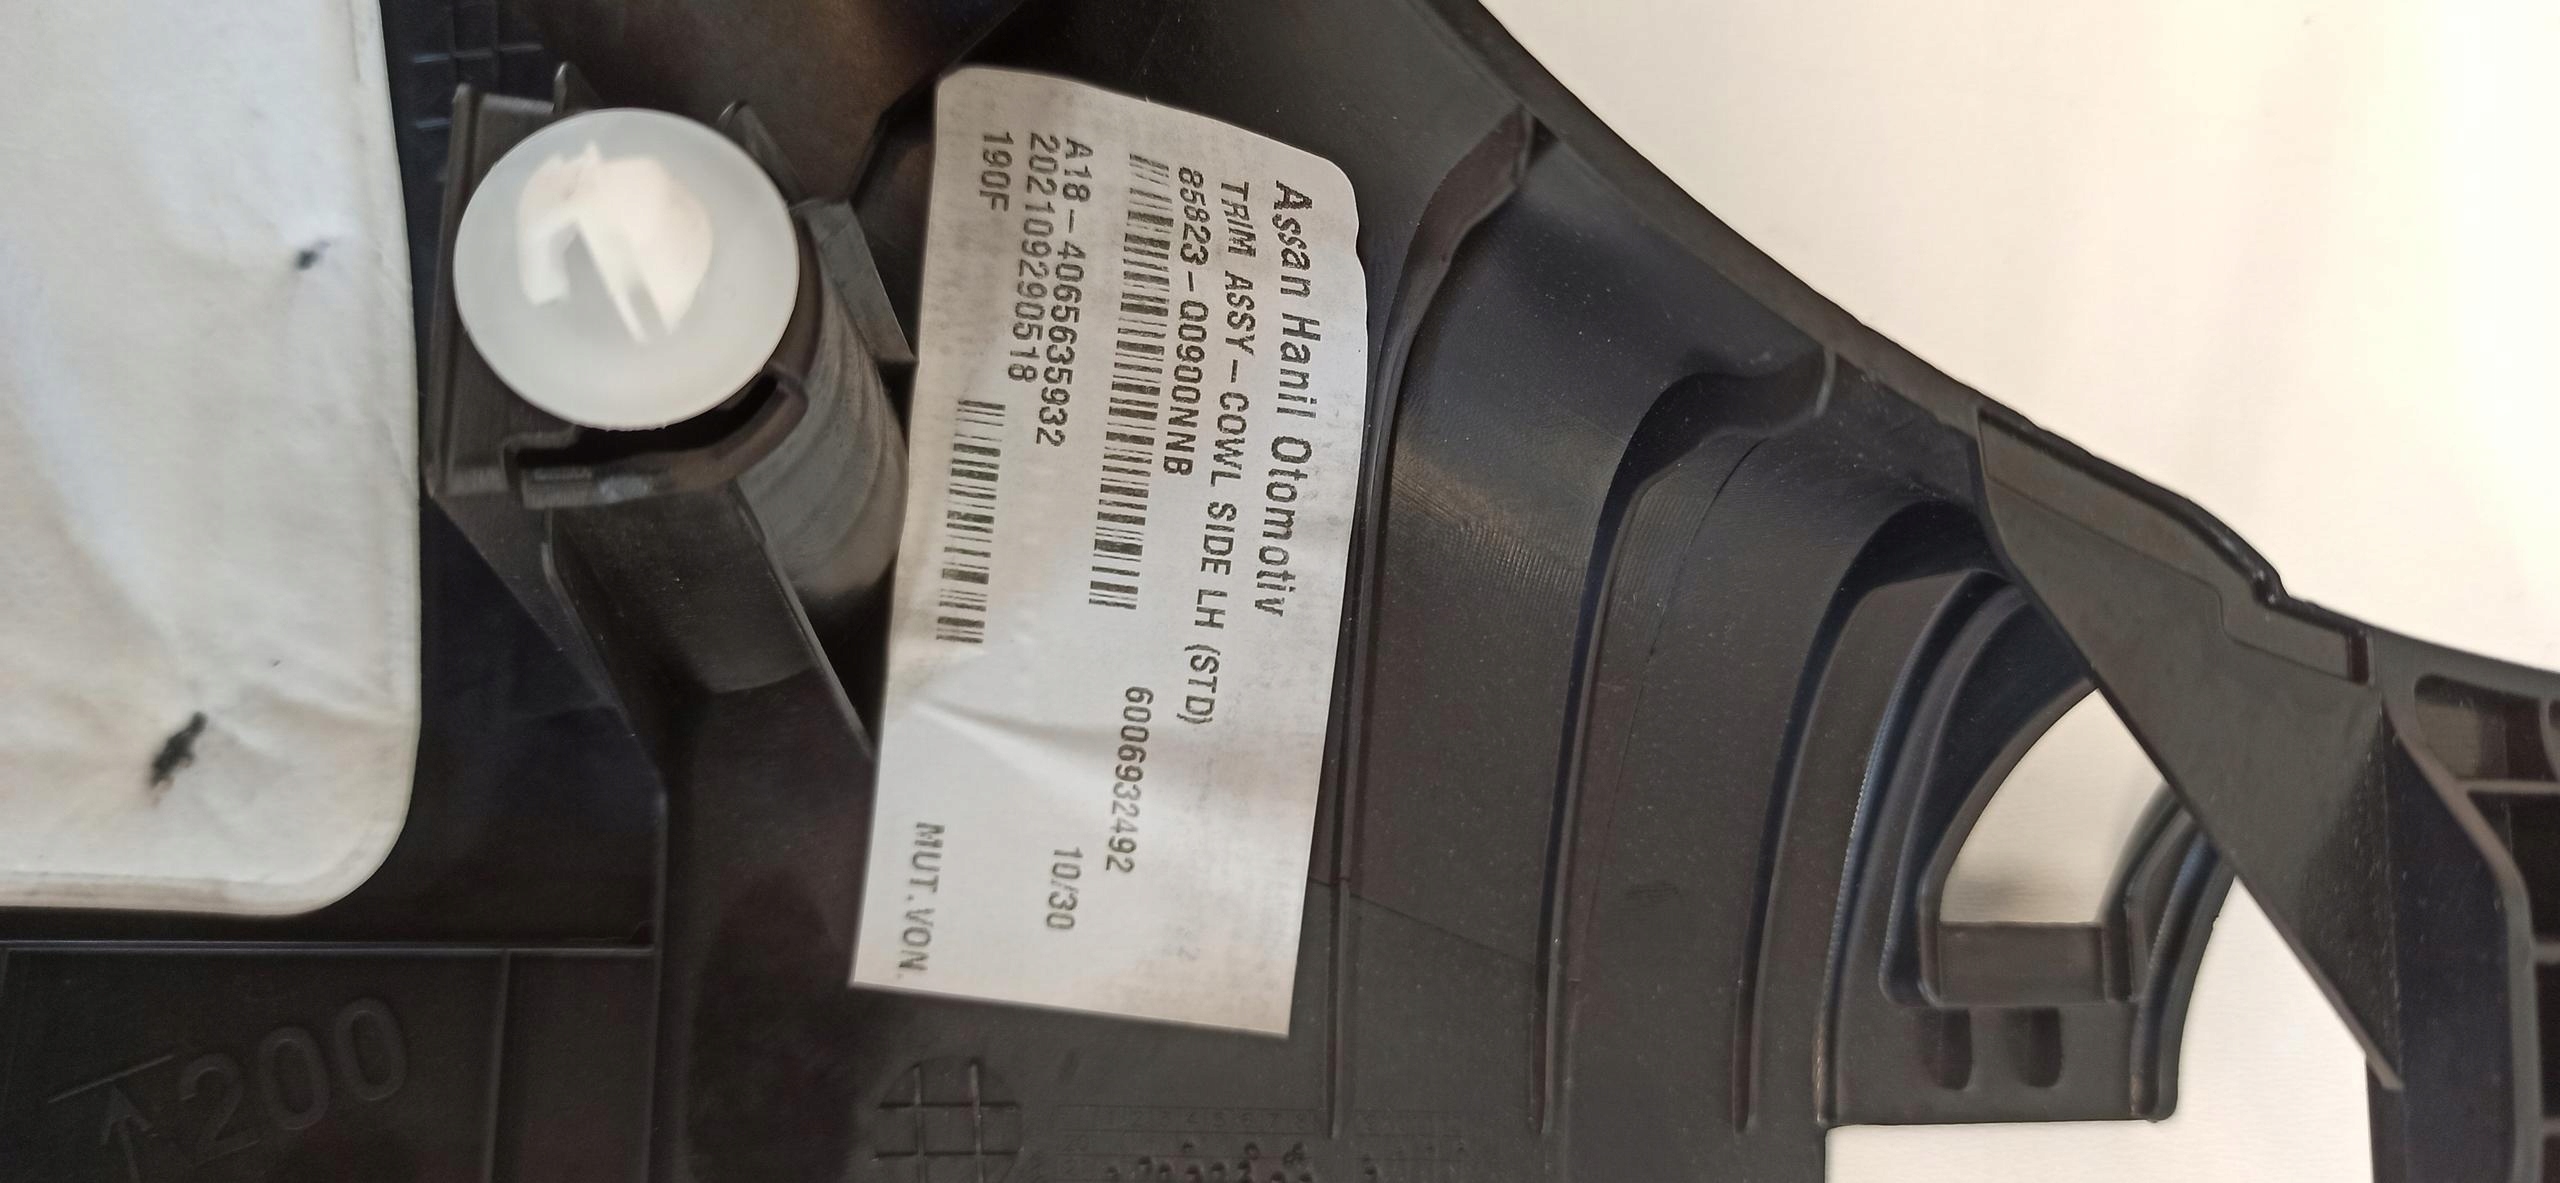 Assan Hanil Otomotiv
TRIM ASSY-COWL SIDE LH (STD)
85823-Q0900NNB
6006932492
A18-4065635932
202109290518 10/30
190F
MUT.VON.
200